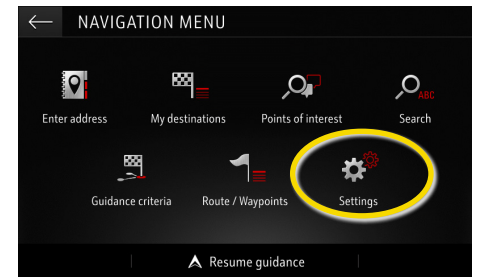 NAVIGATION MENU
Enter address
My destinations
Points of interest
Search
ABC
Guidance criteria
Route / Waypoints
Settings
Resume guidance